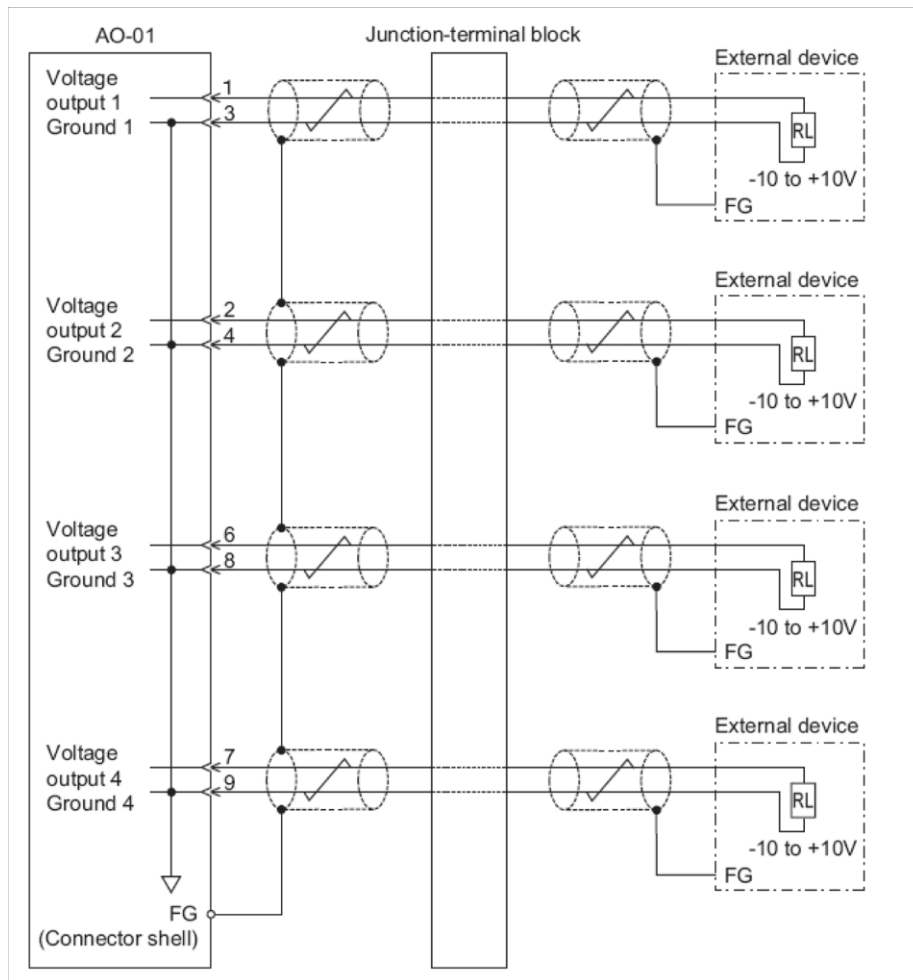 AO-01
Junction-terminal block
External device
Voltage
output 1
Ground 1
1
3
RL
-10 to +10V
FG
External device
Voltage
output 2
Ground 2
2
4
RL
-10 to +10V
FG
External device
Voltage
output 3
Ground 3
6
8
RL
-10 to +10V
FG
External device
Voltage
output 4
Ground 4
7
9
RL
-10 to +10V
FG
FG
(Connector shell)